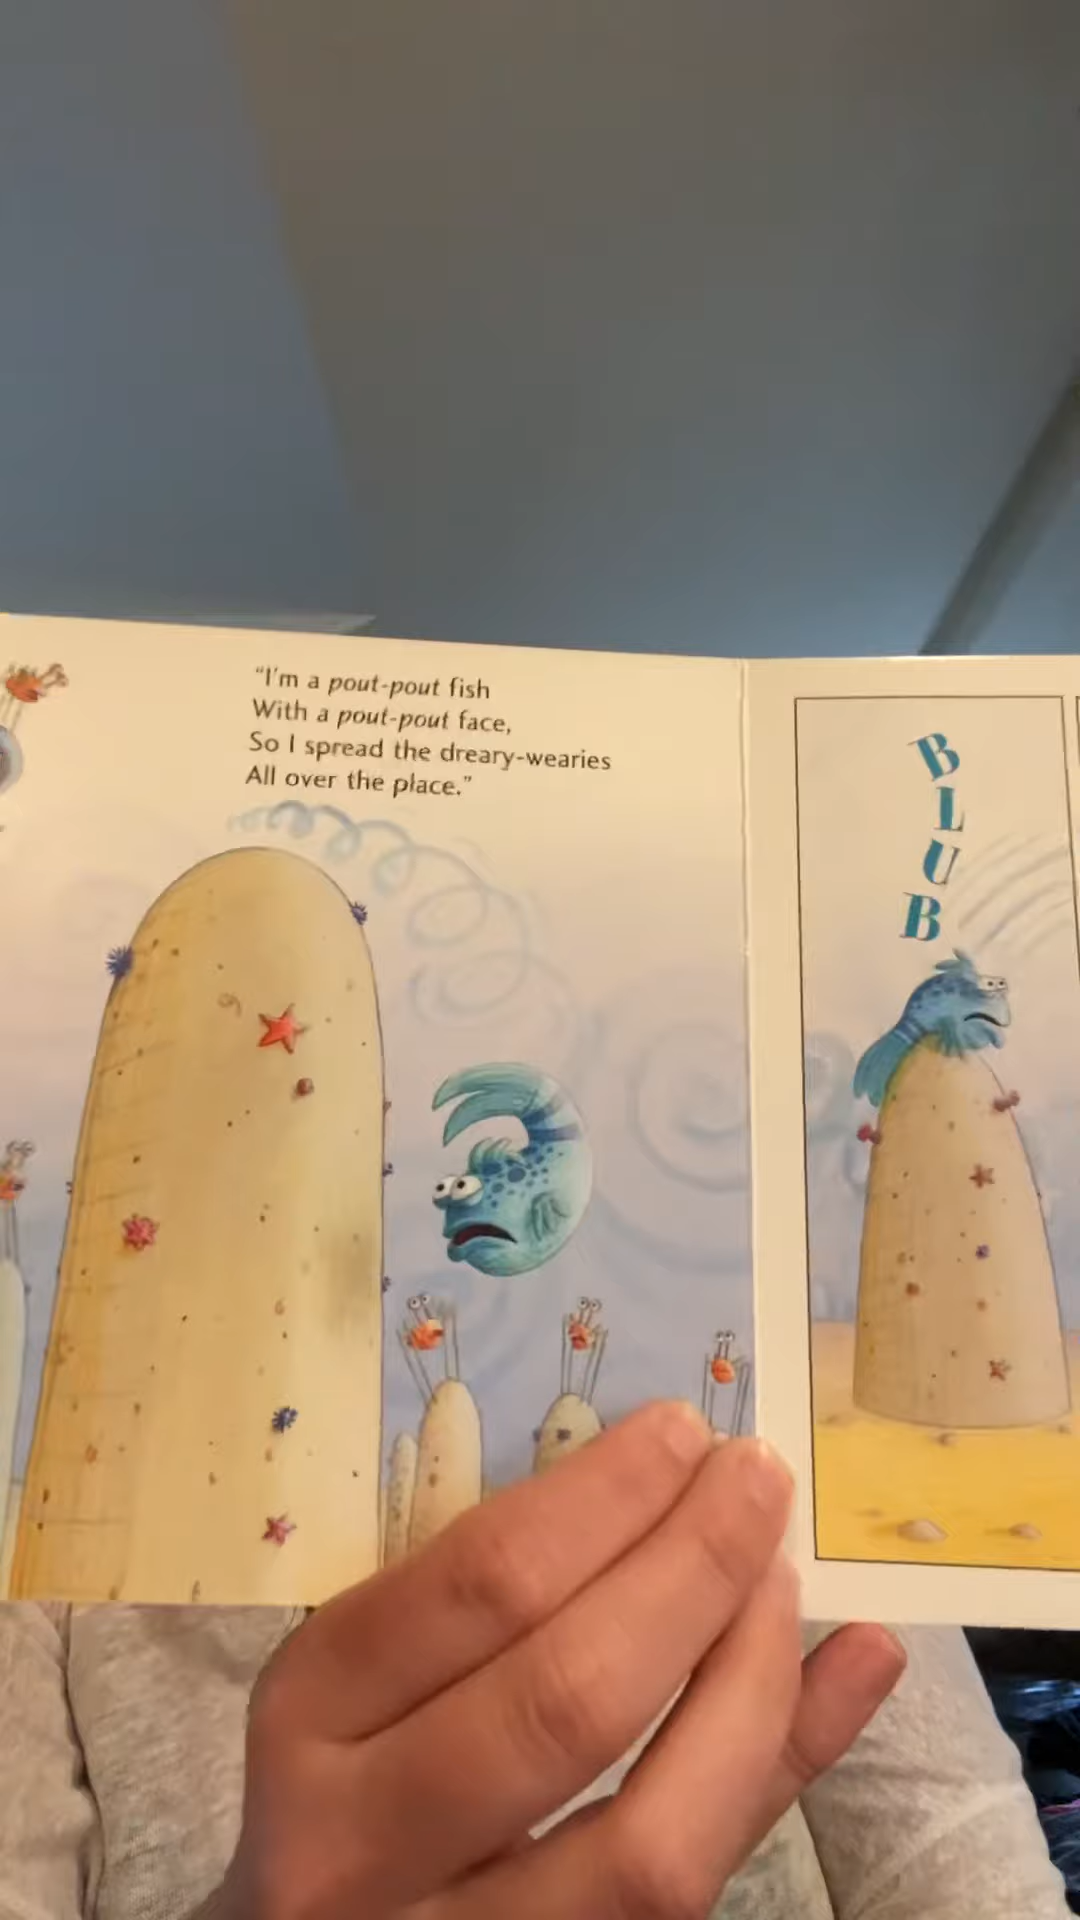 “I'm a pout-pout fish
With a pout-pout face,
So I spread the dreary-wearies
All over the place.”
BLUB